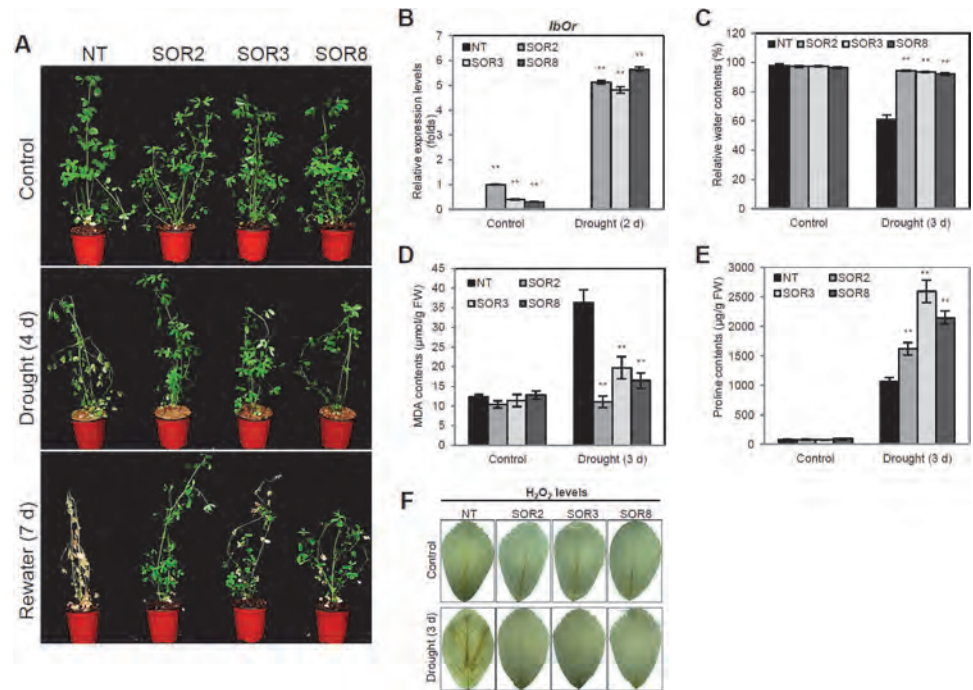 A
NT SOR2 SOR3 SOR8
Control
Drought (4 d)
Rewater (7 d)
B
IbOr
NT SOR2
SOR3 SOR8
Relative expression levels
(folds)
7
6
5
4
3
2
1
0
** ** **
** ** **
Control Drought (2 d)
C
NT SOR2 SOR3 SOR8
Relative water contents (%)
120
100
80
60
40
20
0
** ** **
Control Drought (3 d)
D
NT SOR2
SOR3 SOR8
MDA contents (µmol/g FW)
45
40
35
30
25
20
15
10
5
0
** ** **
Control Drought (3 d)
E
NT SOR2
SOR3 SOR8
Proline contents (µg/g FW)
3000
2500
2000
1500
1000
500
0
** ** **
Control Drought (3 d)
F
H₂O₂ levels
NT SOR2 SOR3 SOR8
Control
Drought (3 d)